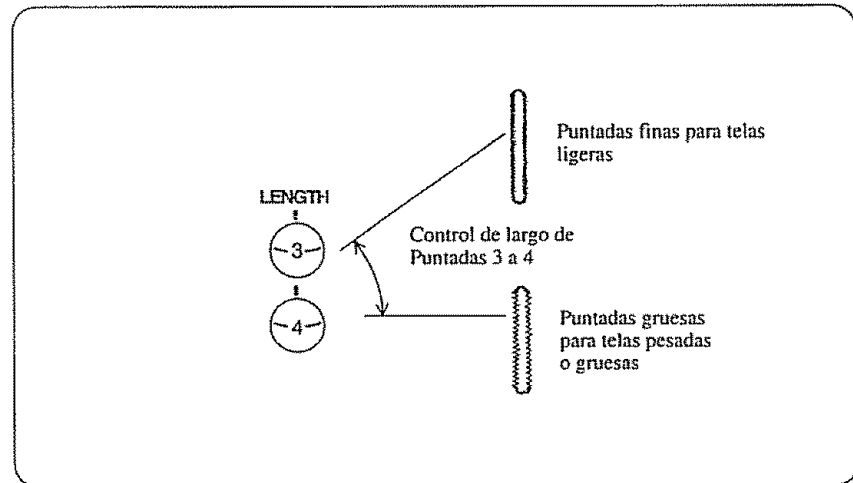 Puntadas finas para telas
ligeras
LENGTH
-3-
Control de largo de
Puntadas 3 a 4
-4-
Puntadas gruesas
para telas pesadas
o gruesas